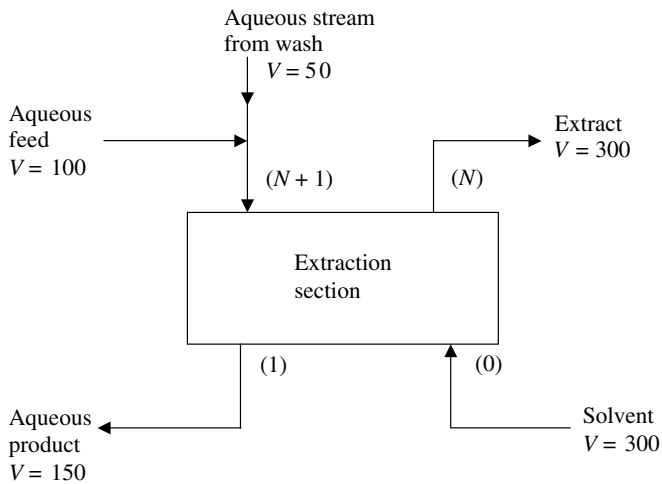 Aqueous stream
from wash
V = 50
Aqueous
feed
V = 100
Extract
V = 300
(N + 1)
(N)
Extraction
section
(1)
(0)
Aqueous
product
V = 150
Solvent
V = 300